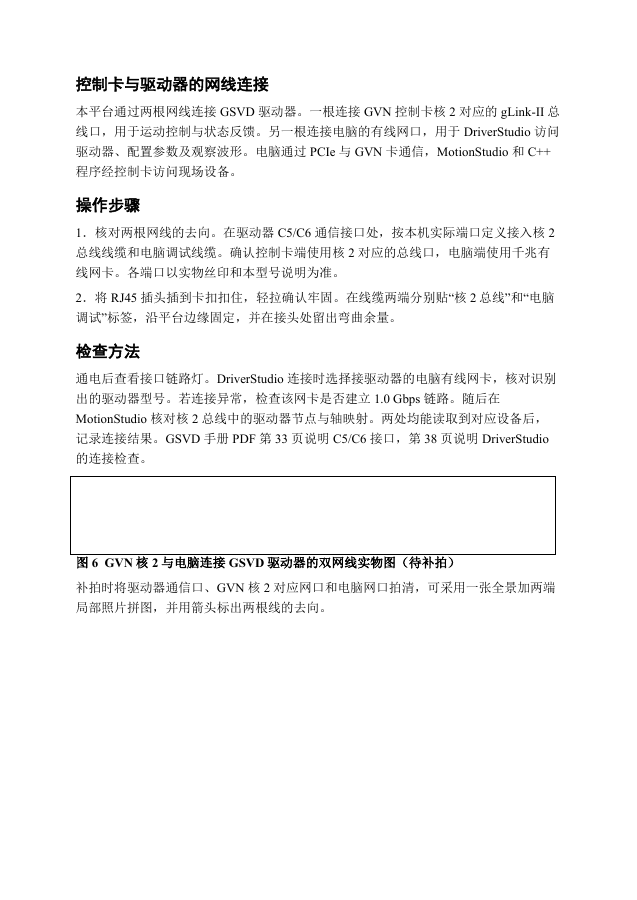 控制卡与驱动器的网线连接
本平台通过两根网线连接 GSVD 驱动器。一根连接 GVN 控制卡核 2 对应的 gLink-II 总
线口，用于运动控制与状态反馈。另一根连接电脑的有线网口，用于 DriverStudio 访问
驱动器、配置参数及观察波形。电脑通过 PCIe 与 GVN 卡通信，MotionStudio 和 C++
程序经控制卡访问现场设备。
操作步骤
1．核对两根网线的去向。在驱动器 C5/C6 通信接口处，按本机实际端口定义接入核 2
总线线缆和电脑调试线缆。确认控制卡端使用核 2 对应的总线口，电脑端使用千兆有
线网卡。各端口以实物丝印和本型号说明为准。
2．将 RJ45 插头插到卡扣扣住，轻拉确认牢固。在线缆两端分别贴“核 2 总线”和“电脑
调试”标签，沿平台边缘固定，并在接头处留出弯曲余量。
检查方法
通电后查看接口链路灯。DriverStudio 连接时选择接驱动器的电脑有线网卡，核对识别
出的驱动器型号。若连接异常，检查该网卡是否建立 1.0 Gbps 链路。随后在
MotionStudio 核对核 2 总线中的驱动器节点与轴映射。两处均能读取到对应设备后，
记录连接结果。GSVD 手册 PDF 第 33 页说明 C5/C6 接口，第 38 页说明 DriverStudio
的连接检查。
图 6 GVN 核 2 与电脑连接 GSVD 驱动器的双网线实物图（待补拍）
补拍时将驱动器通信口、GVN 核 2 对应网口和电脑网口拍清，可采用一张全景加两端
局部照片拼图，并用箭头标出两根线的去向。